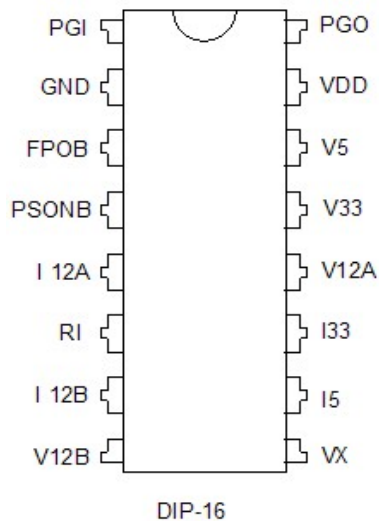 PGI PGO
GND VDD
FPOB V5
PSONB V33
I 12A V12A
RI I33
I 12B I5
V12B VX
DIP-16